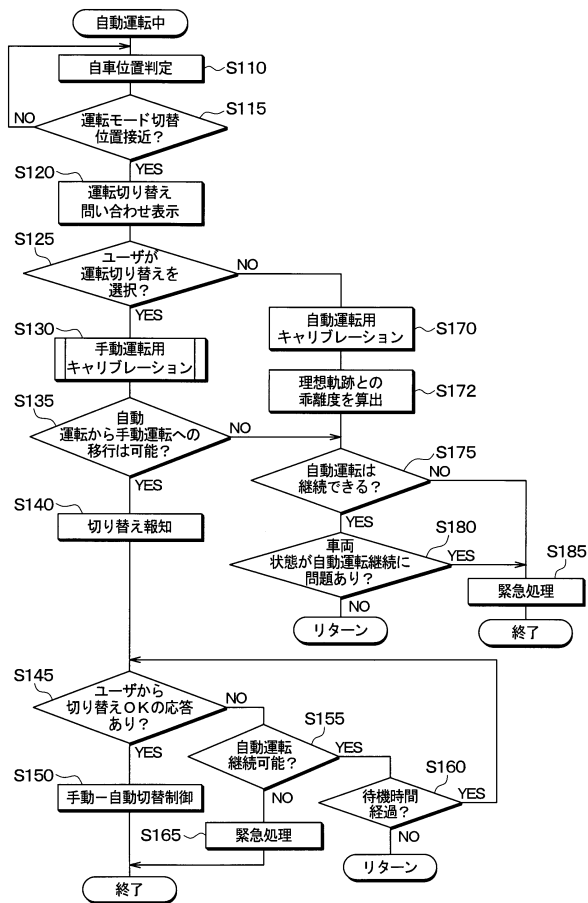 自動運転中
自車位置判定
S110
運転モード切替
位置接近？
S115
NO
YES
S120
運転切り替え
問い合わせ表示
S125
ユーザが
運転切り替えを
選択？
NO
YES
S130
手動運転用
キャリブレーション
自動運転用
キャリブレーション
S170
理想軌跡との
乖離度を算出
S172
S135
自動
運転から手動運転への
移行は可能？
NO
YES
自動運転は
継続できる？
S175
NO
YES
S140
切り替え報知
車両
状態が自動運転継続に
問題あり？
S180
YES
NO
リターン
S185
緊急処理
終了
S145
ユーザから
切り替えＯＫの応答
あり？
NO
YES
S150
手動－自動切替制御
自動運転
継続可能？
S155
YES
NO
S165
緊急処理
待機時間
経過？
S160
YES
NO
リターン
終了